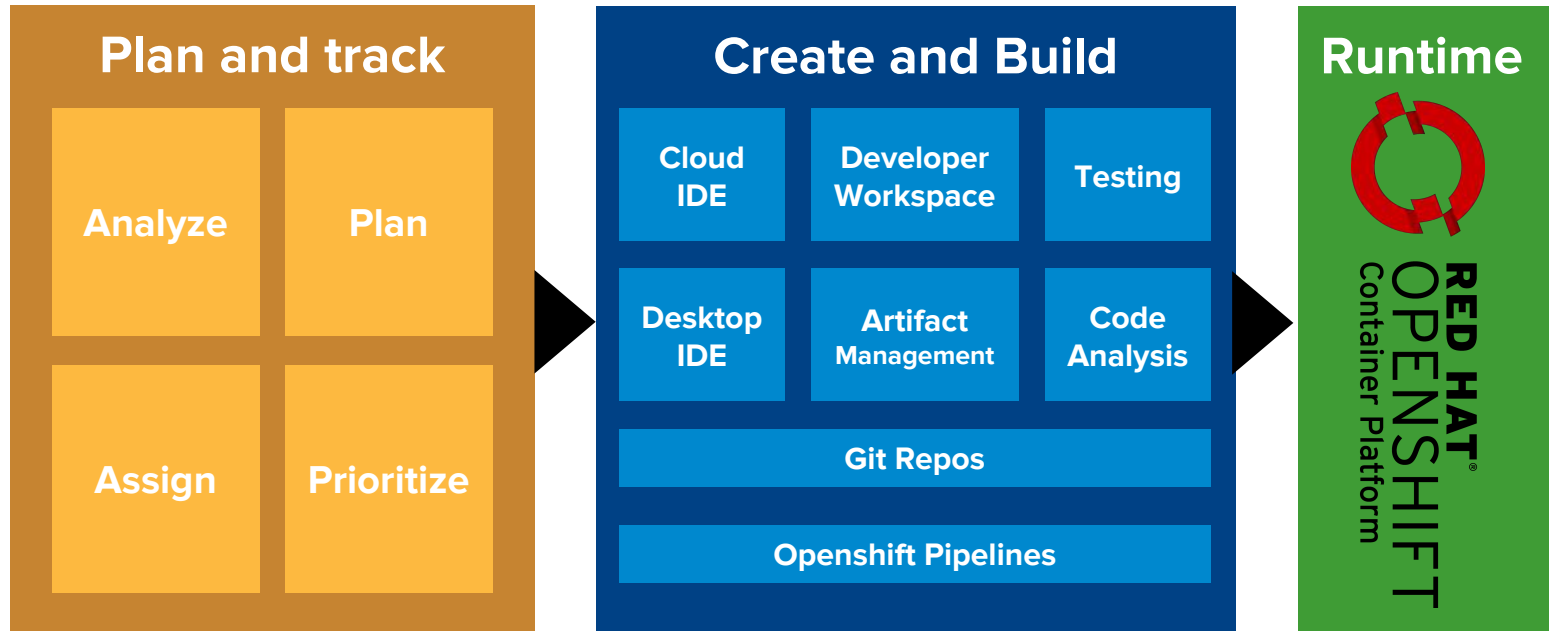 Plan and track
Analyze
Plan
Assign
Prioritize
Create and Build
Cloud
IDE
Developer
Workspace
Testing
Desktop
IDE
Artifact
Management
Code
Analysis
Git Repos
Openshift Pipelines
Runtime
RED HAT®
OPENSHIFT
Container Platform